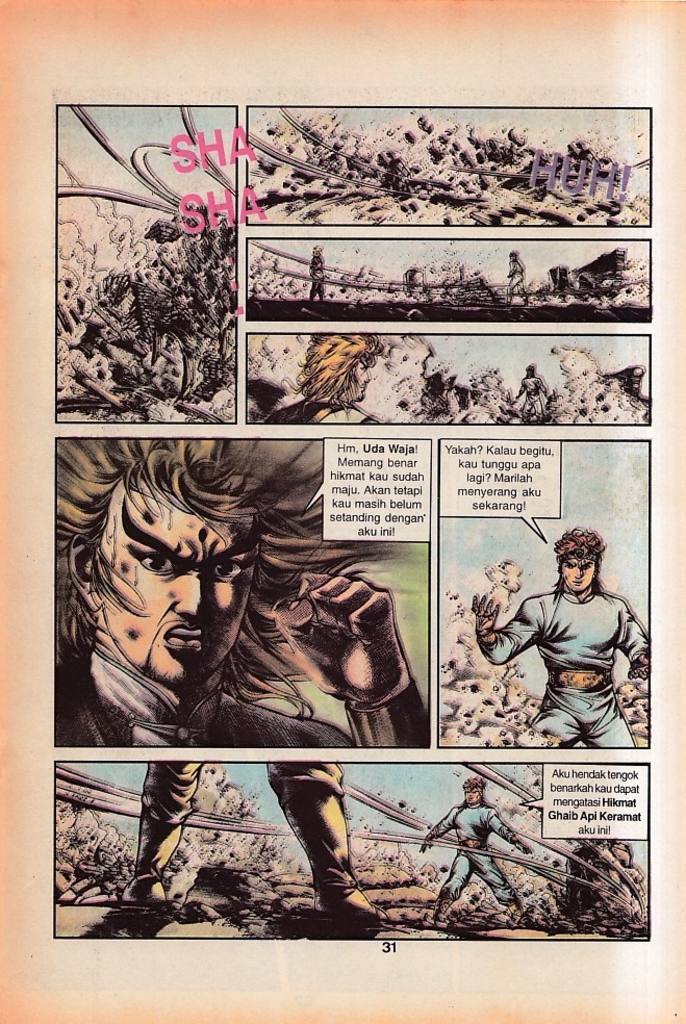 SHA
SHA
...
HUH!
Hm, Uda Waja!
Memang benar
hikmat kau sudah
maju. Akan tetapi
kau masih belum
setanding dengan
aku ini!
Yakah? Kalau begitu,
kau tunggu apa
lagi? Marilah
menyerang aku
sekarang!
Aku hendak tengok
benarkah kau dapat
mengatasi Hikmat
Ghaib Api Keramat
aku ini!
31